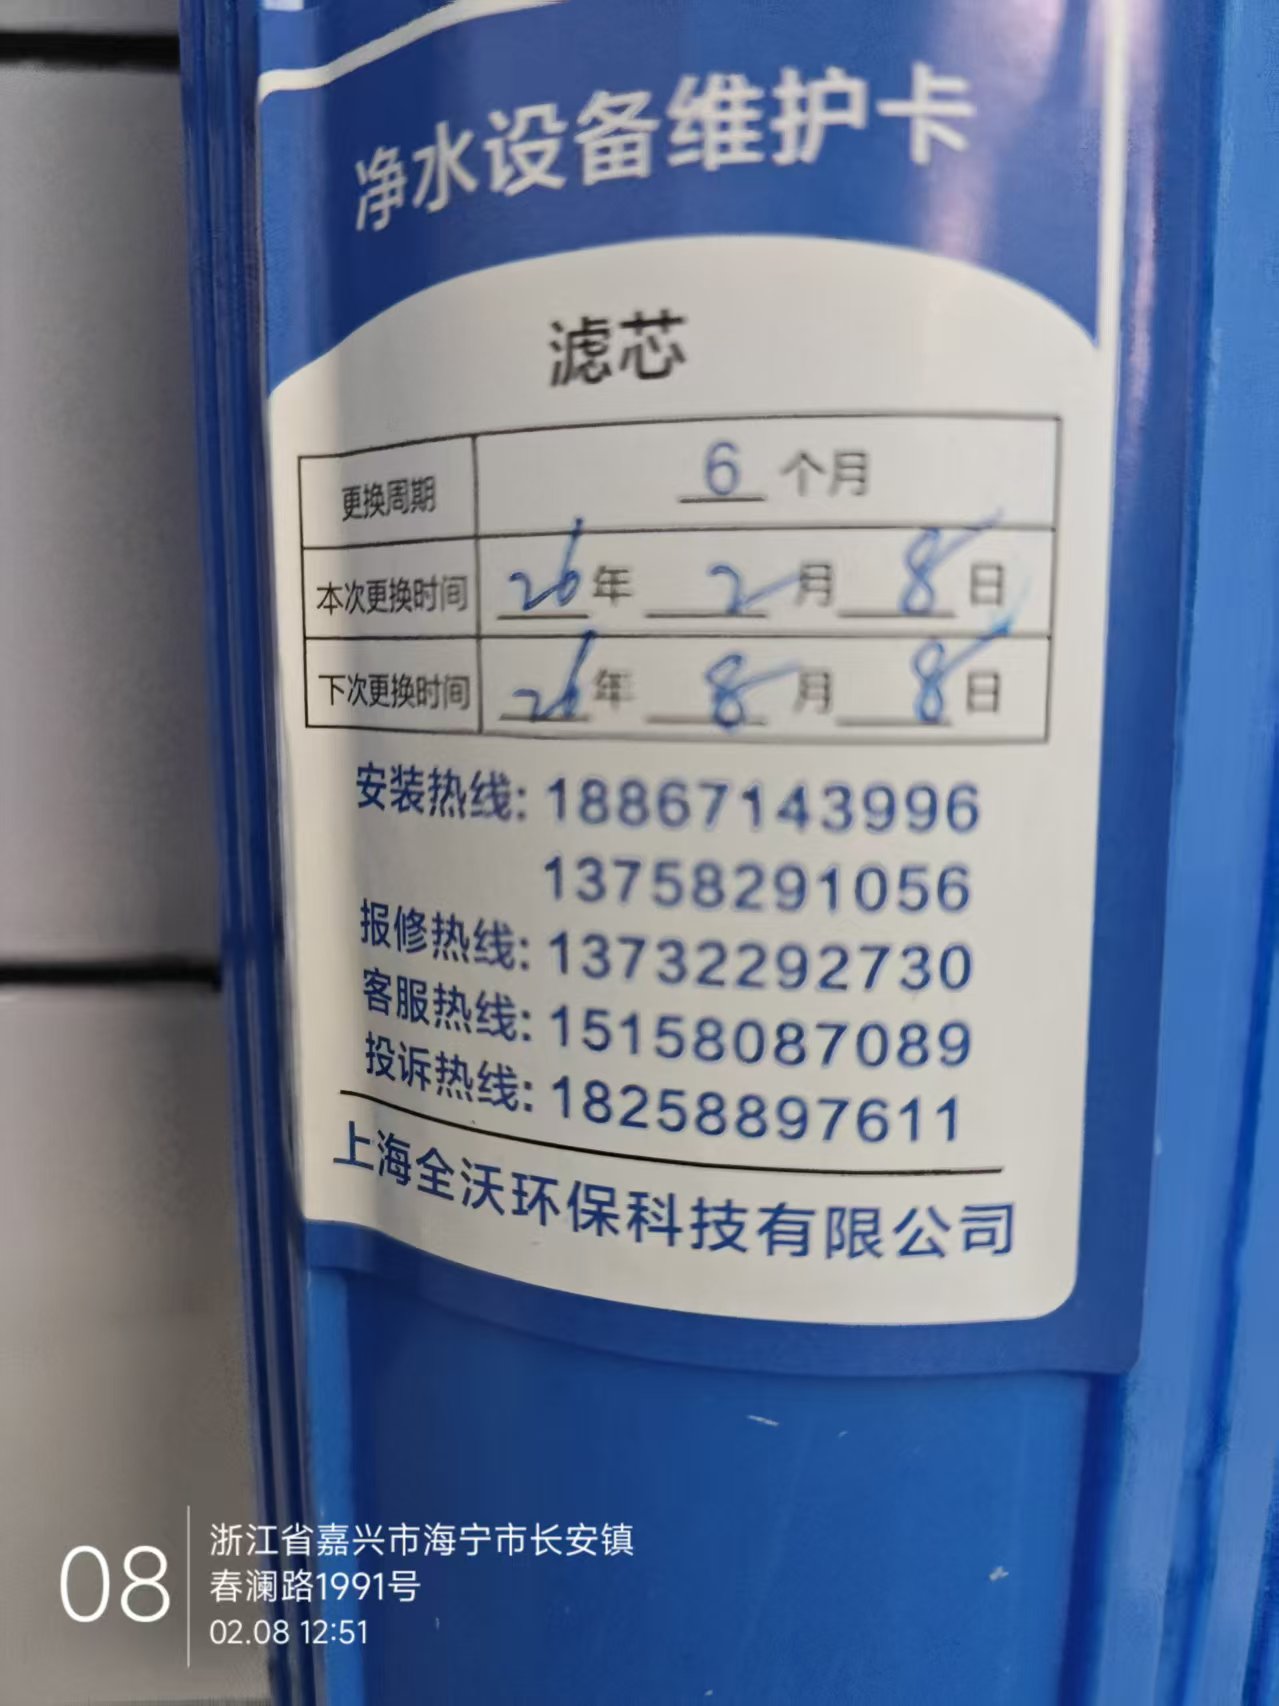 净水设备维护卡
滤芯
更换周期 6 个月
本次更换时间 26年 2月 8日
下次更换时间 26年 8月 8日
安装热线: 18867143996
13758291056
报修热线: 13732292730
客服热线: 15158087089
投诉热线: 18258897611
上海全沃环保科技有限公司
08
浙江省嘉兴市海宁市长安镇
春澜路1991号
02.08 12:51